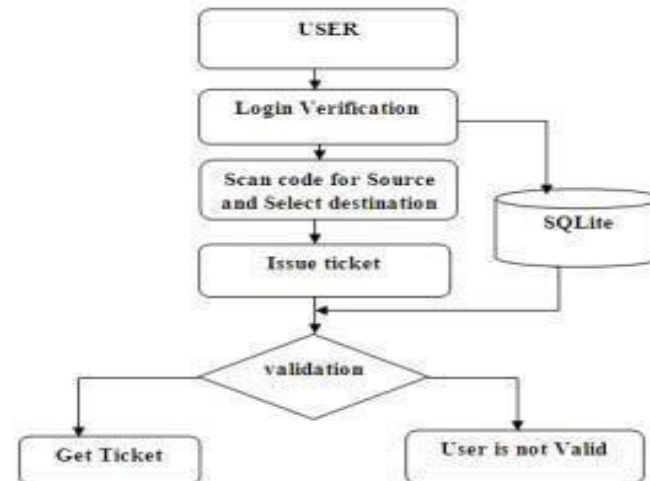 USER
Login Verification
Scan code for Source
and Select destination
SQLite
Issue ticket
validation
Get Ticket
User is not Valid